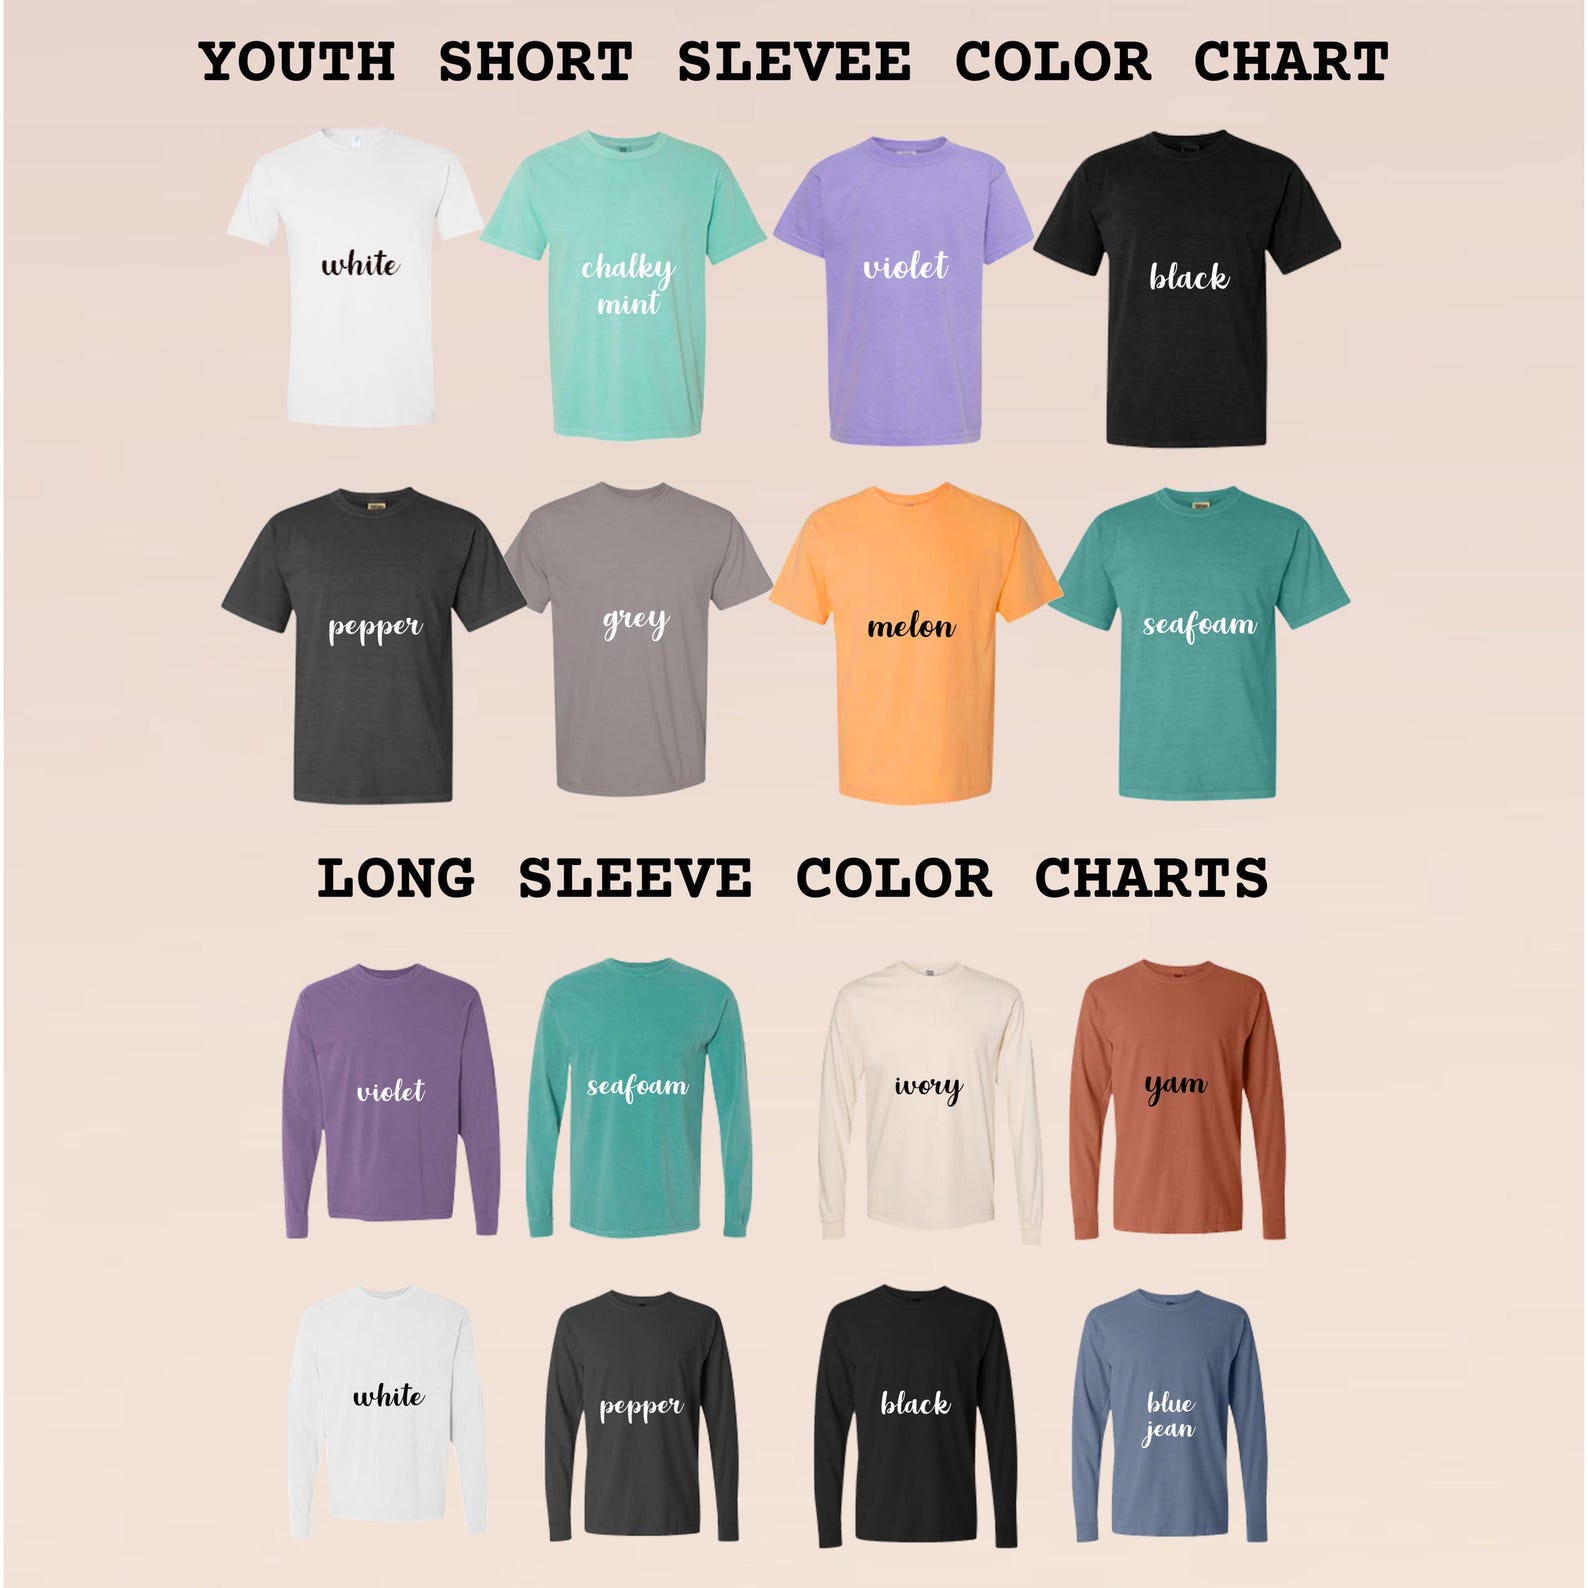 YOUTH SHORT SLEVEE COLOR CHART
white
chalky
mint
violet
black
pepper
grey
melon
seafoam
LONG SLEEVE COLOR CHARTS
violet
seafoam
ivory
yam
white
pepper
black
blue
jean